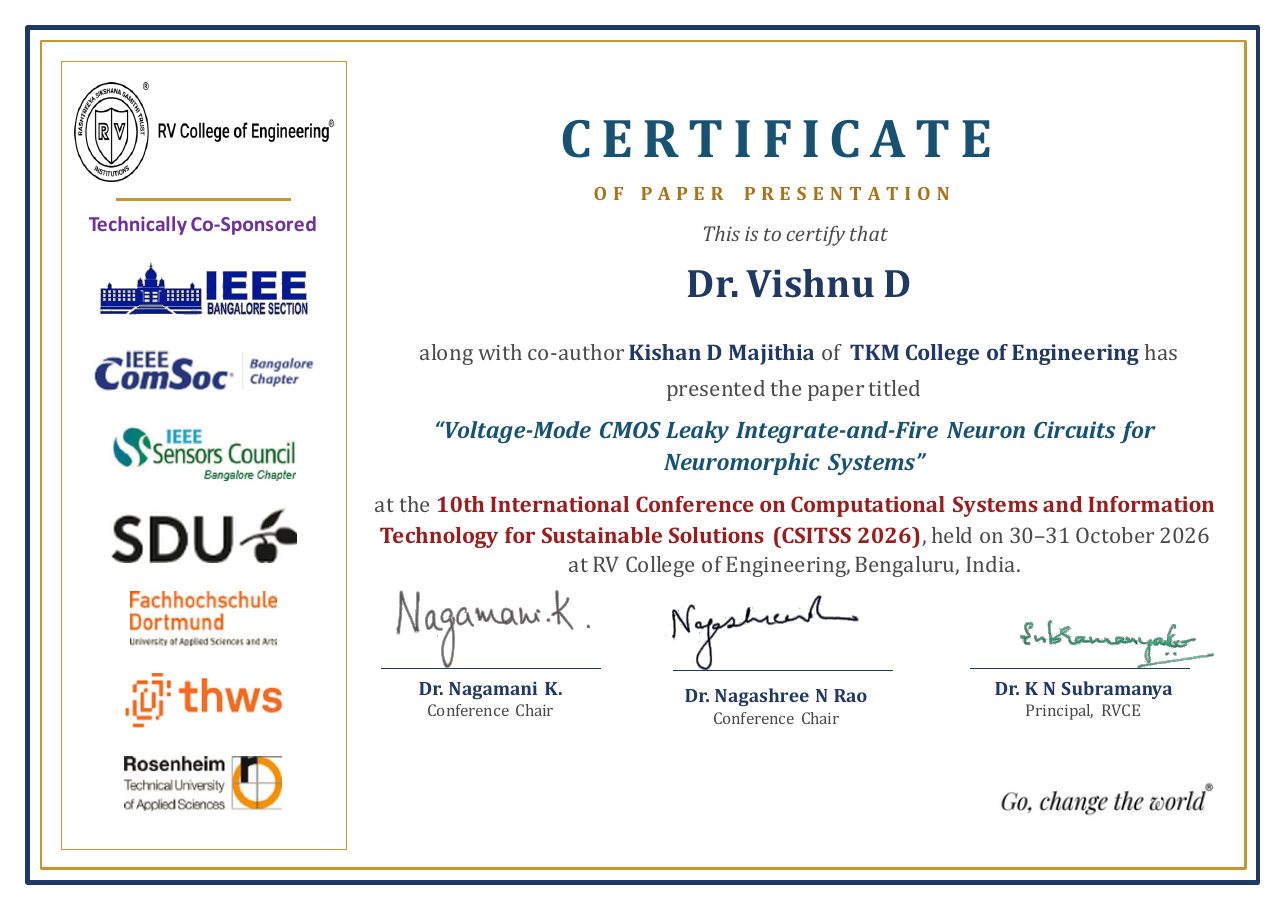 RASHTREEYA SIKSHANA SAMITHI TRUST
RV
INSTITUTIONS
®
RV College of Engineering®
Technically Co-Sponsored
IEEE
BANGALORE SECTION
IEEE
ComSoc®
Bangalore
Chapter
IEEE
Sensors Council
Bangalore Chapter
SDU
Fachhochschule
Dortmund
University of Applied Sciences and Arts
thws
Rosenheim
Technical University
of Applied Sciences
CERTIFICATE
OF PAPER PRESENTATION
This is to certify that
Dr. Vishnu D
along with co-author Kishan D Majithia of TKM College of Engineering has
presented the paper titled
“Voltage-Mode CMOS Leaky Integrate-and-Fire Neuron Circuits for
Neuromorphic Systems”
at the 10th International Conference on Computational Systems and Information
Technology for Sustainable Solutions (CSITSS 2026), held on 30–31 October 2026
at RV College of Engineering, Bengaluru, India.
Nagamani.K.
Dr. Nagamani K.
Conference Chair
Dr. Nagashree N Rao
Conference Chair
Dr. K N Subramanya
Principal, RVCE
Go, change the world®